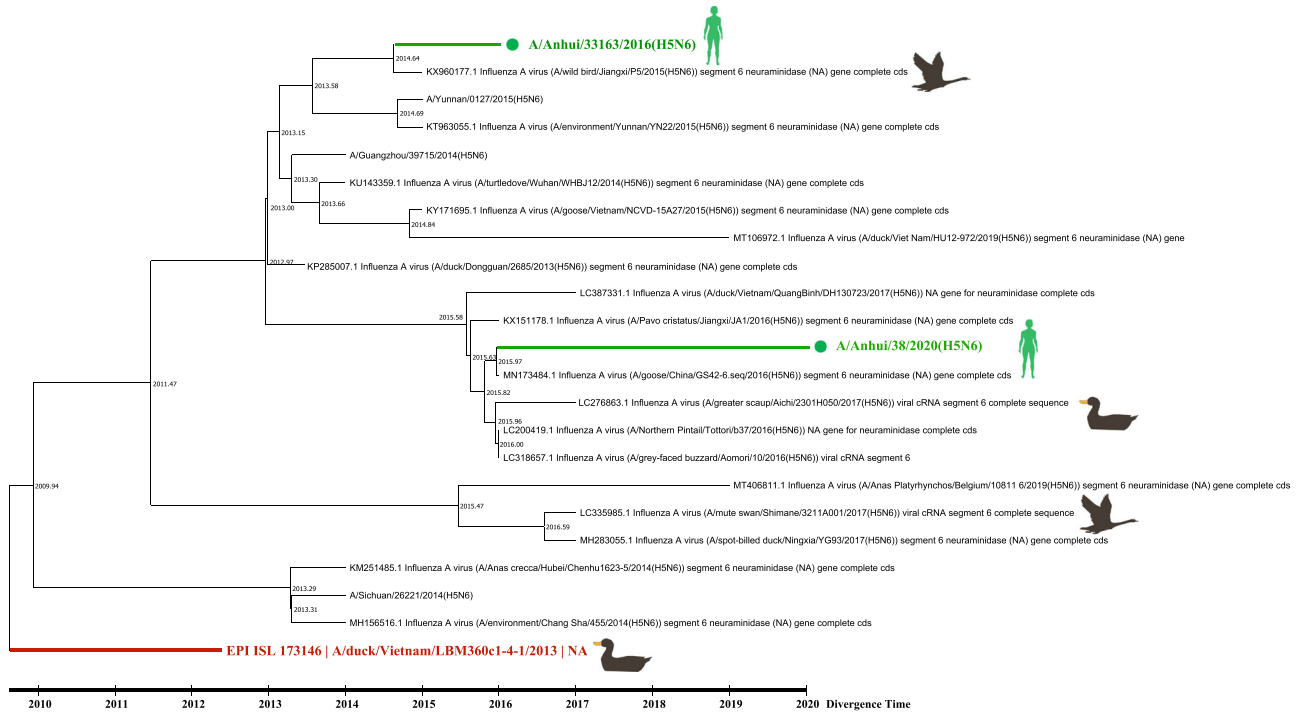 A/Anhui/33163/2016(H5N6)
2014.64
KX960177.1 Influenza A virus (A/wild bird/Jiangxi/P5/2015(H5N6)) segment 6 neuraminidase (NA) gene complete cds
2013.58
A/Yunnan/0127/2015(H5N6)
2014.69
KT963055.1 Influenza A virus (A/environment/Yunnan/YN22/2015(H5N6)) segment 6 neuraminidase (NA) gene complete cds
2013.15
A/Guangzhou/39715/2014(H5N6)
2013.30
KU143359.1 Influenza A virus (A/turtledove/Wuhan/WHBJ12/2014(H5N6)) segment 6 neuraminidase (NA) gene complete cds
2013.66
2013.00
KY171695.1 Influenza A virus (A/goose/Vietnam/NCVD-15A27/2015(H5N6)) segment 6 neuraminidase (NA) gene complete cds
2014.84
MT106972.1 Influenza A virus (A/duck/Viet Nam/HU12-972/2019(H5N6)) segment 6 neuraminidase (NA) gene
2012.97
KP285007.1 Influenza A virus (A/duck/Dongguan/2685/2013(H5N6)) segment 6 neuraminidase (NA) gene complete cds
LC387331.1 Influenza A virus (A/duck/Vietnam/QuangBinh/DH130723/2017(H5N6)) NA gene for neuraminidase complete cds
2015.58
KX151178.1 Influenza A virus (A/Pavo cristatus/Jiangxi/JA1/2016(H5N6)) segment 6 neuraminidase (NA) gene complete cds
A/Anhui/38/2020(H5N6)
2015.63
2015.97
MN173484.1 Influenza A virus (A/goose/China/GS42-6.seq/2016(H5N6)) segment 6 neuraminidase (NA) gene complete cds
2011.47
2015.82
LC276863.1 Influenza A virus (A/greater scaup/Aichi/2301H050/2017(H5N6)) viral cRNA segment 6 complete sequence
2015.96
LC200419.1 Influenza A virus (A/Northern Pintail/Tottori/b37/2016(H5N6)) NA gene for neuraminidase complete cds
2016.00
LC318657.1 Influenza A virus (A/grey-faced buzzard/Aomori/10/2016(H5N6)) viral cRNA segment 6
2009.94
MT406811.1 Influenza A virus (A/Anas Platyrhynchos/Belgium/10811 6/2019(H5N6)) segment 6 neuraminidase (NA) gene complete cds
2015.47
LC335985.1 Influenza A virus (A/mute swan/Shimane/3211A001/2017(H5N6)) viral cRNA segment 6 complete sequence
2016.59
MH283055.1 Influenza A virus (A/spot-billed duck/Ningxia/YG93/2017(H5N6)) segment 6 neuraminidase (NA) gene complete cds
KM251485.1 Influenza A virus (A/Anas crecca/Hubei/Chenhu1623-5/2014(H5N6)) segment 6 neuraminidase (NA) gene complete cds
2013.29
A/Sichuan/26221/2014(H5N6)
2013.31
MH156516.1 Influenza A virus (A/environment/Chang Sha/455/2014(H5N6)) segment 6 neuraminidase (NA) gene complete cds
EPI ISL 173146 | A/duck/Vietnam/LBM360c1-4-1/2013 | NA
2010 2011 2012 2013 2014 2015 2016 2017 2018 2019 2020 Divergence Time